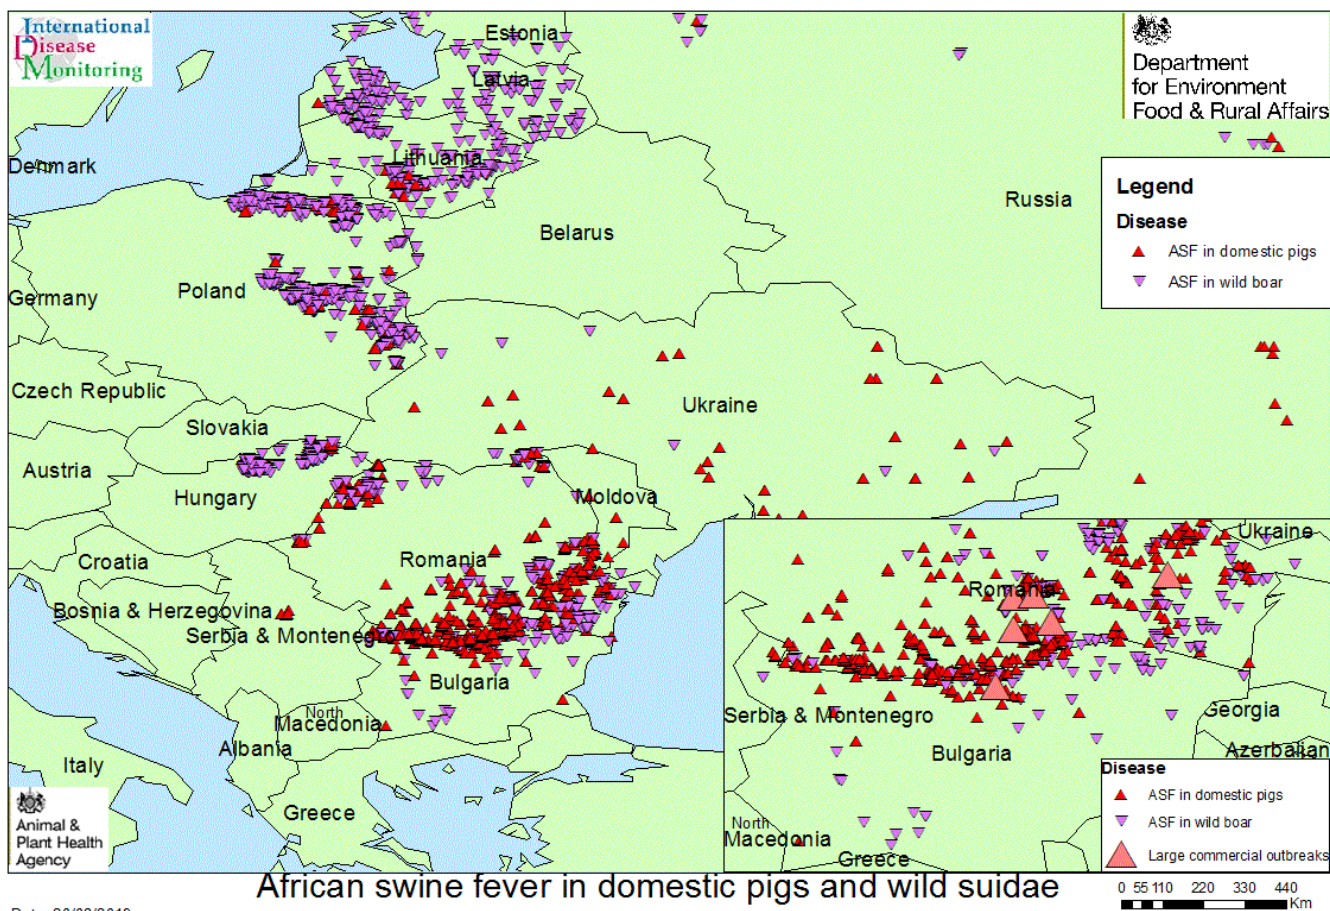 International
Disease
Monitoring
Department
for Environment
Food & Rural Affairs
Estonia
Latvia
Lithuania
Denmark
Russia
Belarus
Germany
Poland
Legend
Disease
ASF in domestic pigs
ASF in wild boar
Czech Republic
Slovakia
Ukraine
Austria
Hungary
Moldova
Croatia
Romania
Bosnia & Herzegovina
Serbia & Montenegro
Bulgaria
North
Macedonia
Albania
Italy
Greece
Ukraine
Romania
Serbia & Montenegro
Georgia
Bulgaria
Azerbaijan
North
Macedonia
Greece
Disease
ASF in domestic pigs
ASF in wild boar
Large commercial outbreaks
Animal &
Plant Health
Agency
African swine fever in domestic pigs and wild suidae
0 55 110 220 330 440
Km